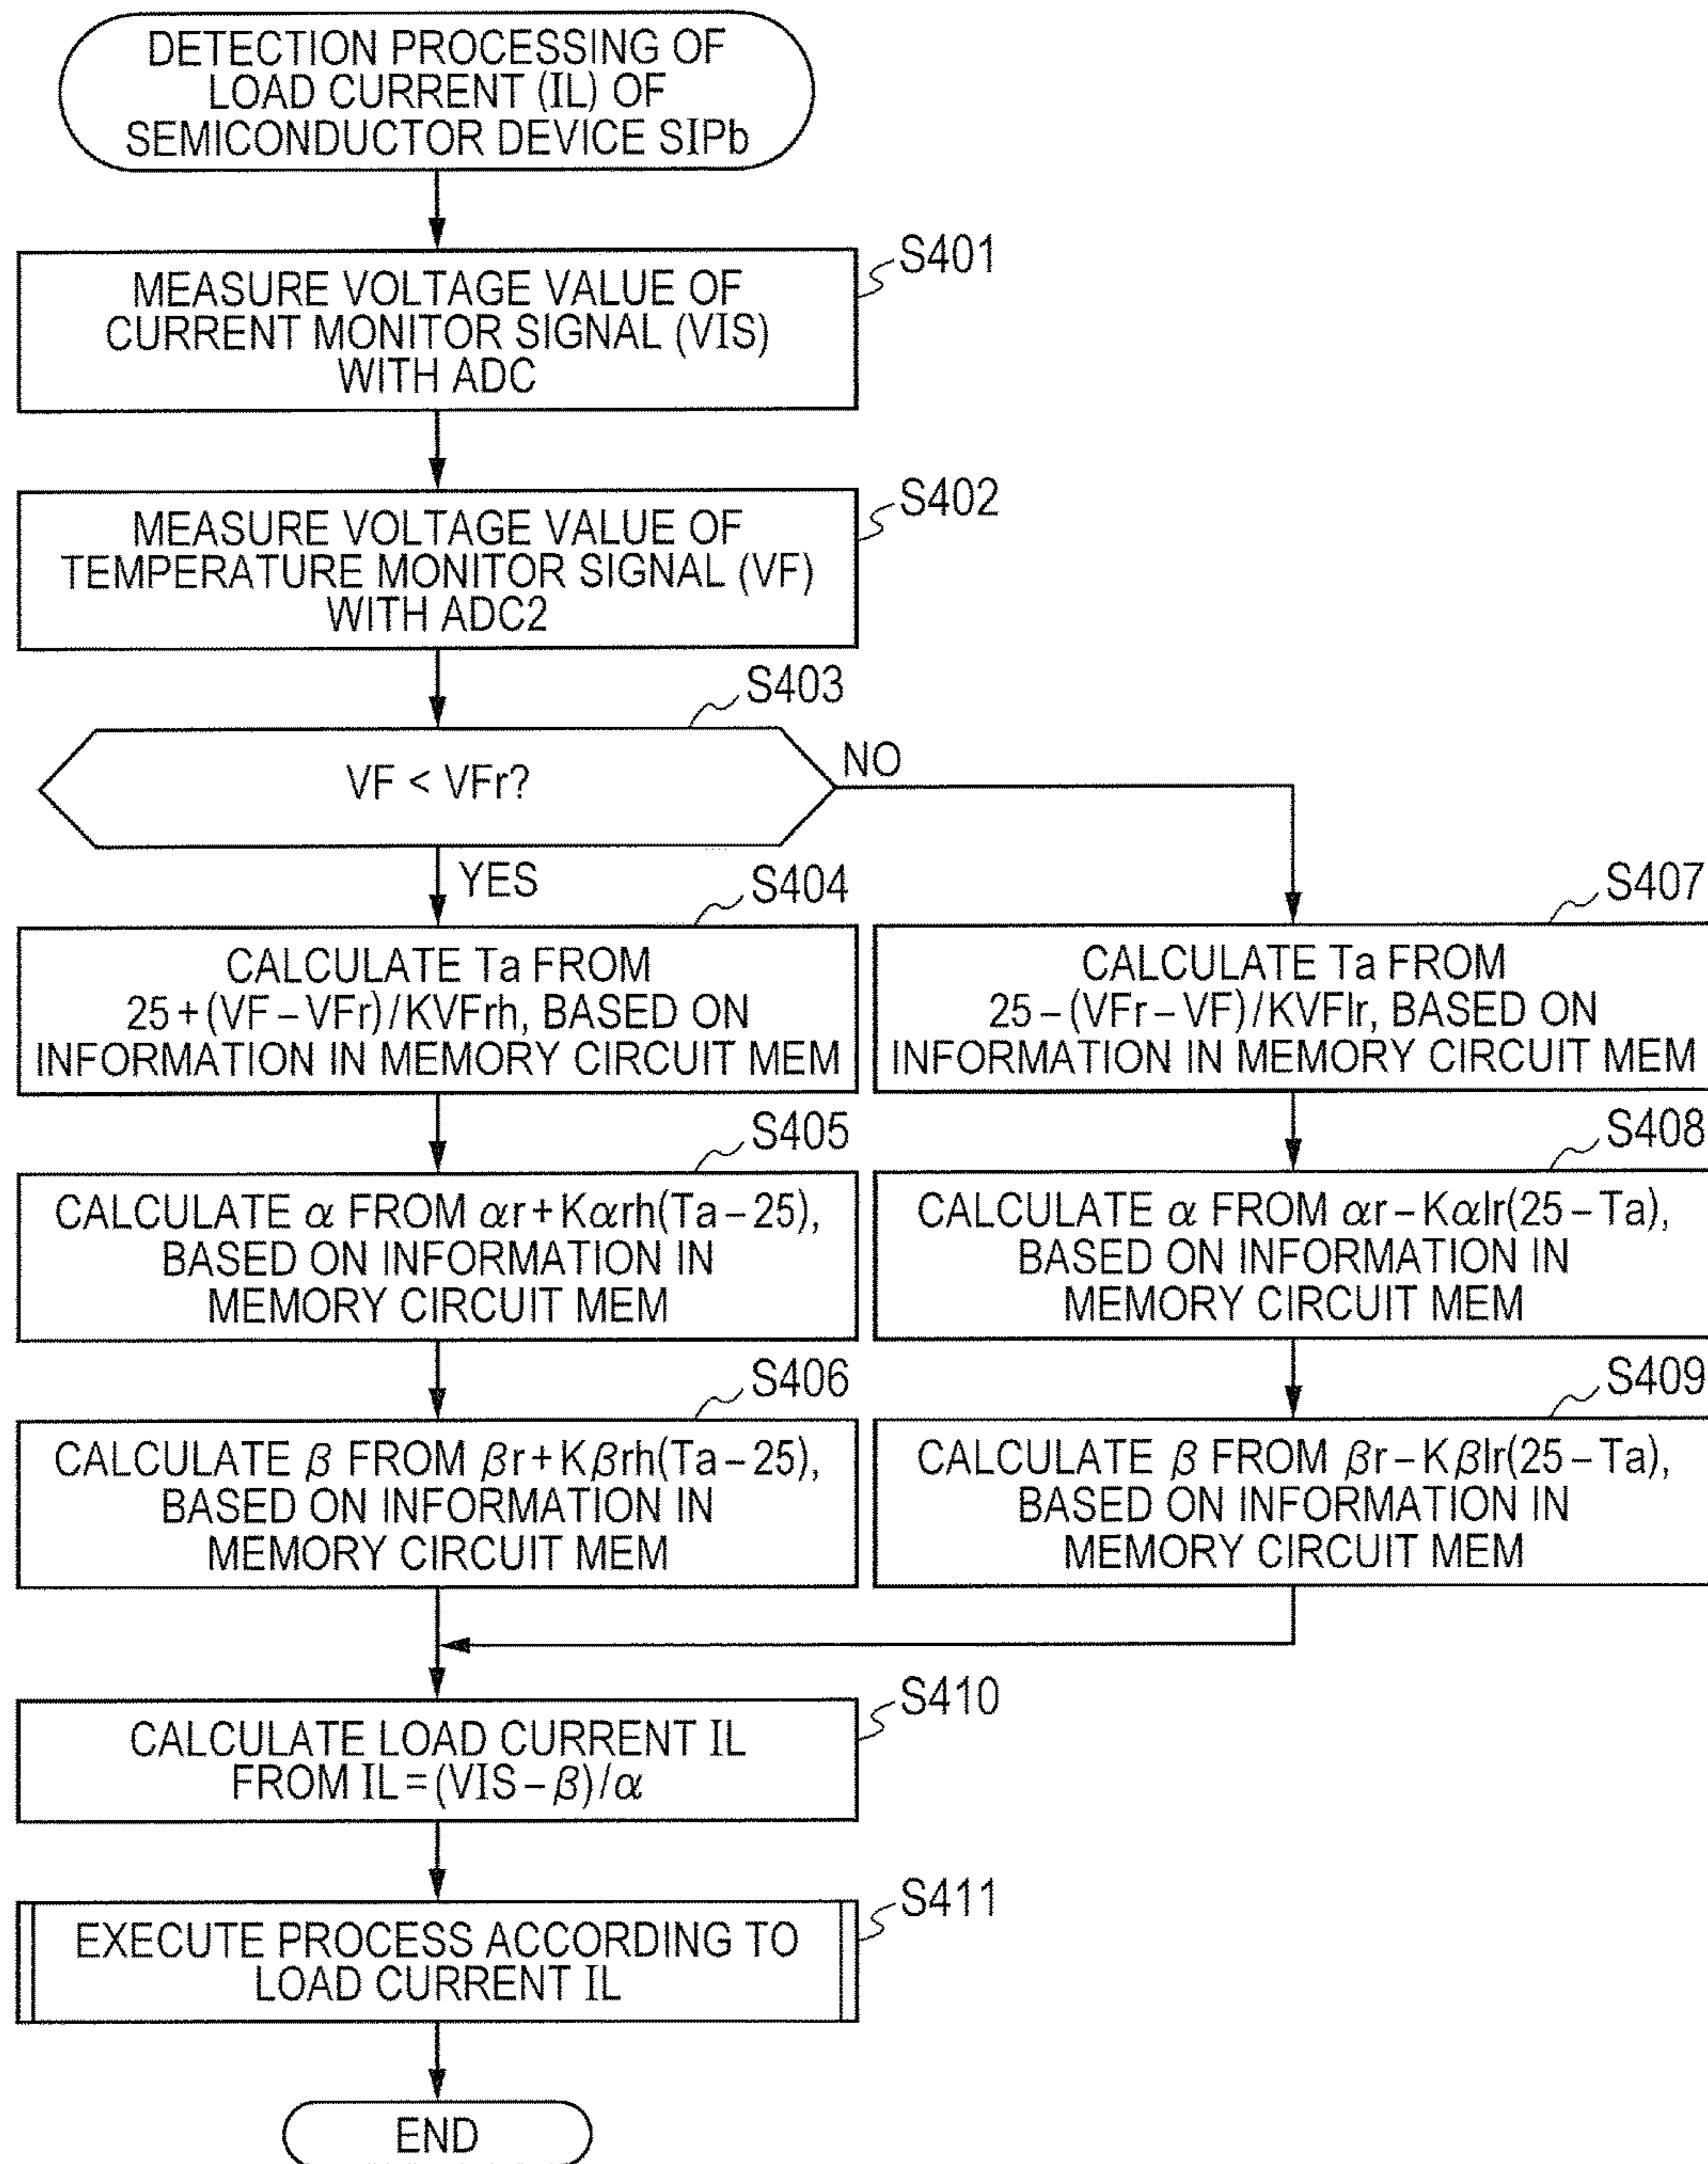 DETECTION PROCESSING OF
LOAD CURRENT (IL) OF
SEMICONDUCTOR DEVICE SIPb
S401
MEASURE VOLTAGE VALUE OF
CURRENT MONITOR SIGNAL (VIS)
WITH ADC
S402
MEASURE VOLTAGE VALUE OF
TEMPERATURE MONITOR SIGNAL (VF)
WITH ADC2
S403
VF < VFr?
NO
YES
S404
CALCULATE Ta FROM
25+(VF–VFr)/KVFrh, BASED ON
INFORMATION IN MEMORY CIRCUIT MEM
S405
CALCULATE α FROM αr+Kαrh(Ta–25),
BASED ON INFORMATION IN
MEMORY CIRCUIT MEM
S406
CALCULATE β FROM βr+Kβrh(Ta–25),
BASED ON INFORMATION IN
MEMORY CIRCUIT MEM
S407
CALCULATE Ta FROM
25–(VFr–VF)/KVFlr, BASED ON
INFORMATION IN MEMORY CIRCUIT MEM
S408
CALCULATE α FROM αr–Kαlr(25–Ta),
BASED ON INFORMATION IN
MEMORY CIRCUIT MEM
S409
CALCULATE β FROM βr–Kβlr(25–Ta),
BASED ON INFORMATION IN
MEMORY CIRCUIT MEM
S410
CALCULATE LOAD CURRENT IL
FROM IL=(VIS–β)/α
S411
EXECUTE PROCESS ACCORDING TO
LOAD CURRENT IL
END